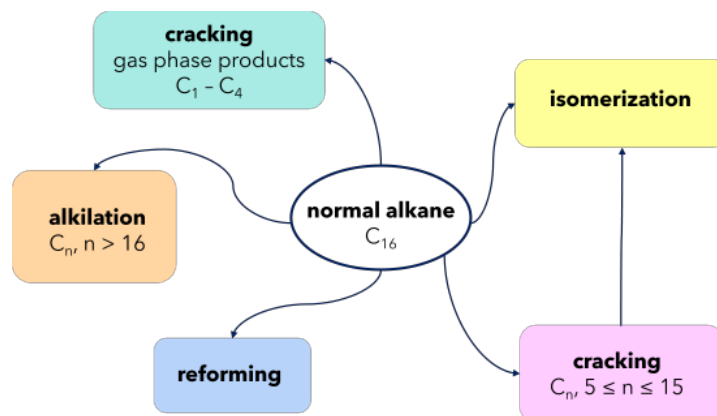 cracking
gas phase products
C₁ – C₄
isomerization
alkilation
Cₙ, n > 16
normal alkane
C₁₆
reforming
cracking
Cₙ, 5 ≤ n ≤ 15